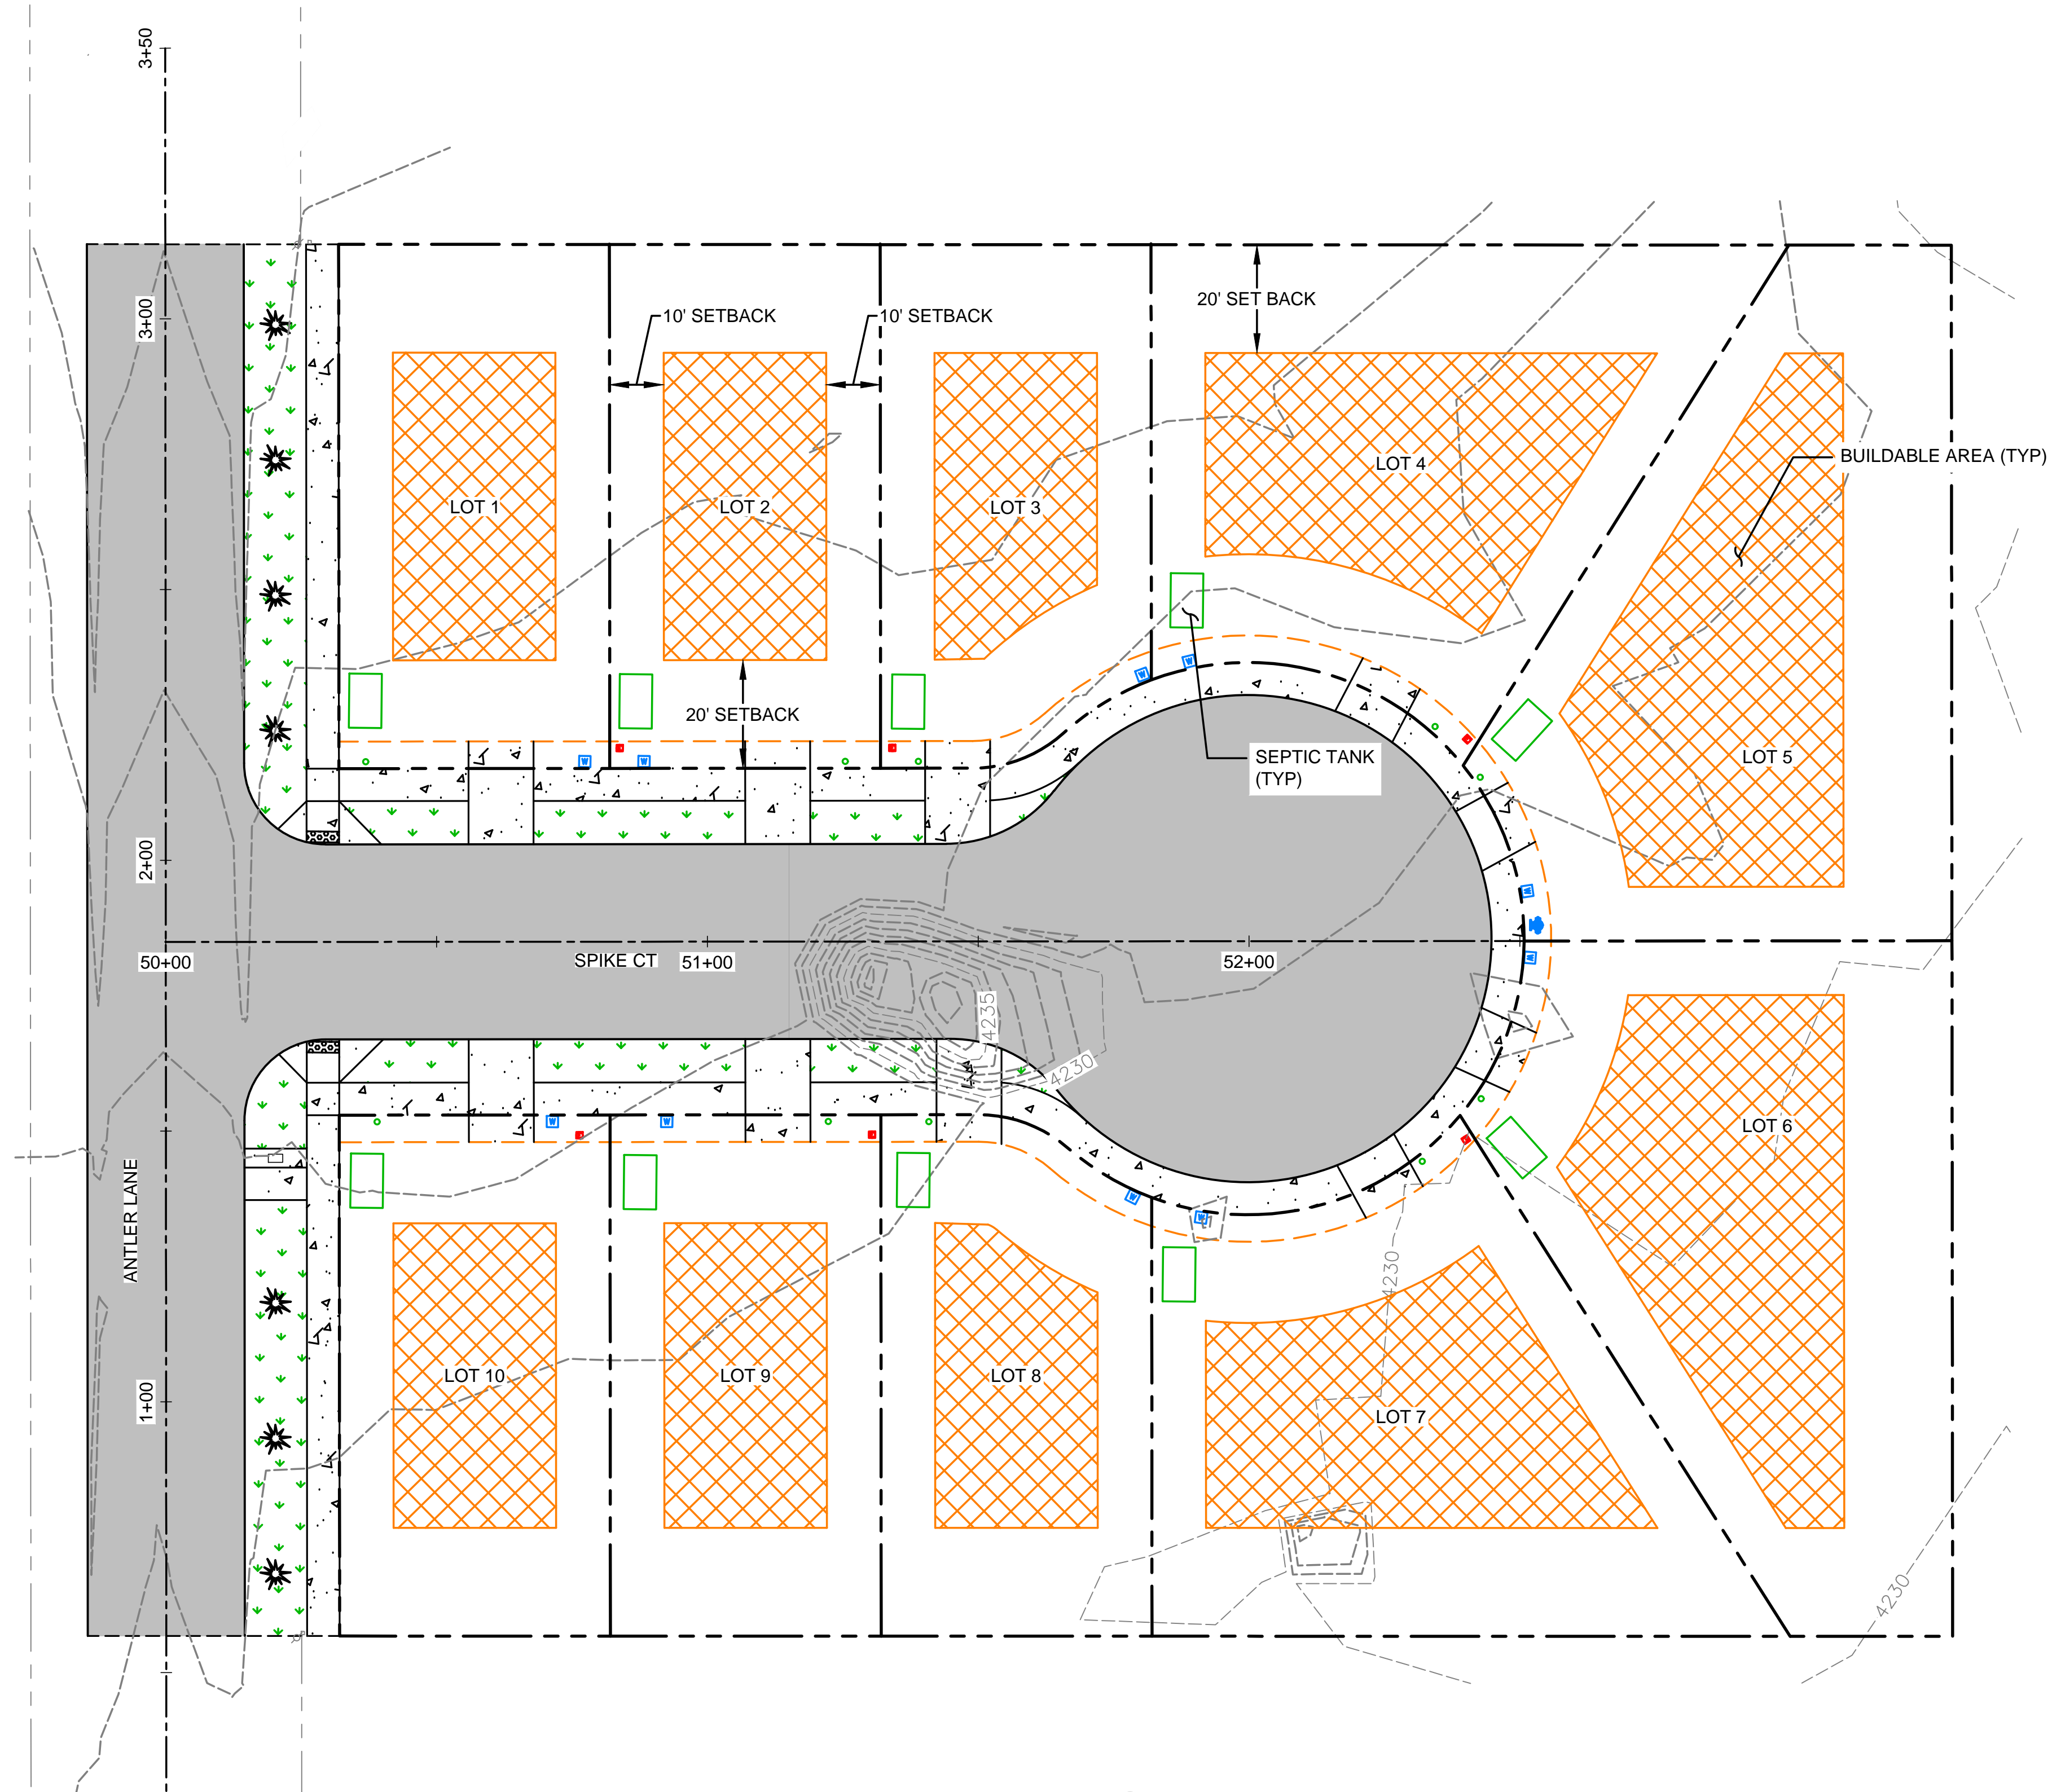 3+50
3+00
2+00
1+00
ANTLER LANE
10' SETBACK
10' SETBACK
20' SET BACK
LOT 1
LOT 2
LOT 3
LOT 4
BUILDABLE AREA (TYP)
20' SETBACK
SEPTIC TANK
(TYP)
LOT 5
W
W
W
W
W
W
50+00
SPIKE CT
51+00
52+00
4235
4230
W
W
W
W
LOT 6
4230
LOT 10
LOT 9
LOT 8
LOT 7
4230